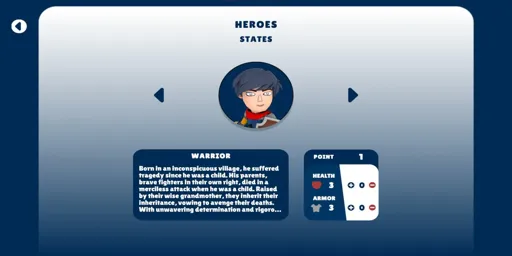 HEROES
STATES
WARRIOR
Born in an inconspicuous village, he suffered
tragedy since he was a child. His parents,
brave fighters in their own right, died in a
merciless attack when he was a child. Raised
by their wise grandmother, they inherit their
inheritance, vowing to avenge their deaths.
With unwavering determination and rigoro...
POINT 1
HEALTH
3 + 0 -
ARMOR
3 + 0 -